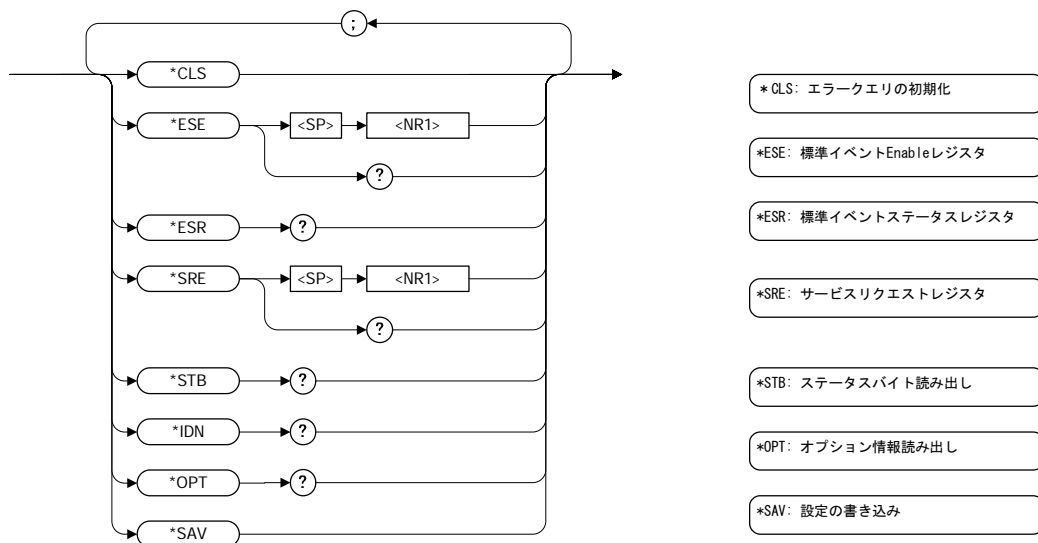 ;
*CLS
*ESE <SP> <NR1>
?
*ESR ?
*SRE <SP> <NR1>
?
*STB ?
*IDN ?
*OPT ?
*SAV
* CLS: エラークエリの初期化
*ESE: 標準イベントEnableレジスタ
*ESR: 標準イベントステータスレジスタ
*SRE: サービスリクエストレジスタ
*STB: ステータスバイト読み出し
*OPT: オプション情報読み出し
*SAV: 設定の書き込み